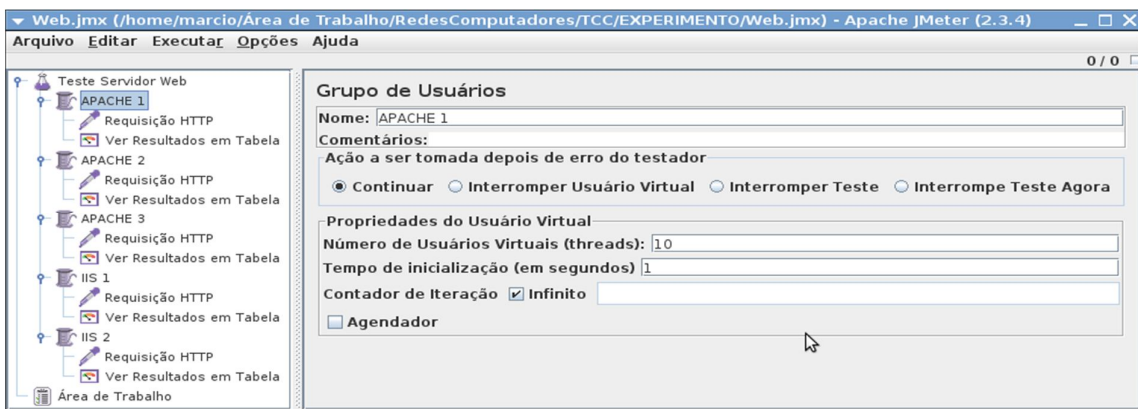 Web.jmx (/home/marcio/Área de Trabalho/RedesComputadores/TCC/EXPERIMENTO/Web.jmx) - Apache JMeter (2.3.4)
Arquivo Editar Executar Opções Ajuda
0 / 0
Teste Servidor Web
APACHE 1
Requisição HTTP
Ver Resultados em Tabela
APACHE 2
Requisição HTTP
Ver Resultados em Tabela
APACHE 3
Requisição HTTP
Ver Resultados em Tabela
IIS 1
Requisição HTTP
Ver Resultados em Tabela
IIS 2
Requisição HTTP
Ver Resultados em Tabela
Área de Trabalho
Grupo de Usuários
Nome: APACHE 1
Comentários:
Ação a ser tomada depois de erro do testador
Continuar Interromper Usuário Virtual Interromper Teste Interrompe Teste Agora
Propriedades do Usuário Virtual
Número de Usuários Virtuais (threads): 10
Tempo de inicialização (em segundos) 1
Contador de Iteração Infinito
Agendador